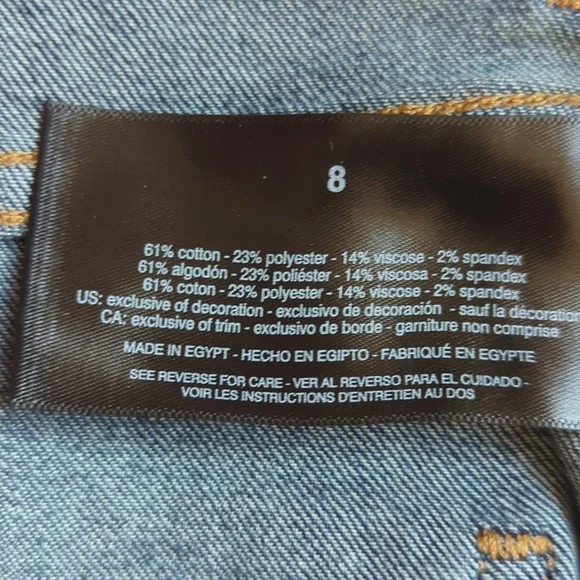 8
61% cotton - 23% polyester - 14% viscose - 2% spandex
61% algodón - 23% poliéster - 14% viscosa - 2% spandex
61% coton - 23% polyester - 14% viscose - 2% spandex
US: exclusive of decoration - exclusivo de decoración - sauf la décoration
CA: exclusive of trim - exclusivo de borde - garniture non comprise
MADE IN EGYPT - HECHO EN EGIPTO - FABRIQUÉ EN EGYPTE
SEE REVERSE FOR CARE - VER AL REVERSO PARA EL CUIDADO -
VOIR LES INSTRUCTIONS D'ENTRETIEN AU DOS